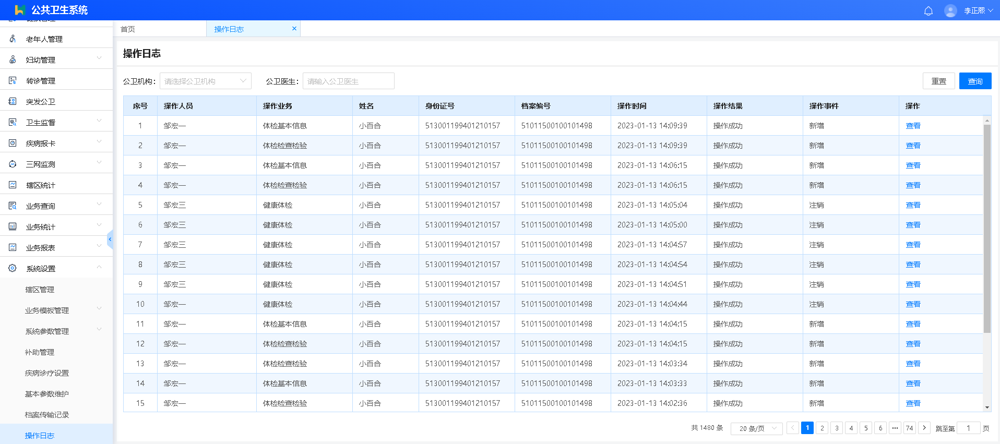 公共卫生系统
李正熙
老年人管理
妇幼管理
转诊管理
突发公卫
卫生监督
疾病报卡
三网监测
辖区统计
业务查询
业务统计
业务报表
系统设置
辖区管理
业务模板管理
系统参数管理
补助管理
疾病诊疗设置
基本参数维护
档案传输记录
操作日志
首页 操作日志 ×
操作日志
公卫机构： 请选择公卫机构 公卫医生： 请输入公卫医生 重置 查询
序号 操作人员 操作业务 姓名 身份证号 档案编号 操作时间 操作结果 操作事件 操作
1 邹宏一 体检基本信息 小百合 513001199401210157 51011500100101498 2023-01-13 14:09:39 操作成功 新增 查看
2 邹宏一 体检检查检验 小百合 513001199401210157 51011500100101498 2023-01-13 14:09:39 操作成功 新增 查看
3 邹宏一 体检基本信息 小百合 513001199401210157 51011500100101498 2023-01-13 14:06:15 操作成功 新增 查看
4 邹宏一 体检检查检验 小百合 513001199401210157 51011500100101498 2023-01-13 14:06:15 操作成功 新增 查看
5 邹宏三 健康体检 小百合 513001199401210157 51011500100101498 2023-01-13 14:05:04 操作成功 注销 查看
6 邹宏三 健康体检 小百合 513001199401210157 51011500100101498 2023-01-13 14:05:00 操作成功 注销 查看
7 邹宏三 健康体检 小百合 513001199401210157 51011500100101498 2023-01-13 14:04:57 操作成功 注销 查看
8 邹宏三 健康体检 小百合 513001199401210157 51011500100101498 2023-01-13 14:04:54 操作成功 注销 查看
9 邹宏三 健康体检 小百合 513001199401210157 51011500100101498 2023-01-13 14:04:51 操作成功 注销 查看
10 邹宏一 健康体检 小百合 513001199401210157 51011500100101498 2023-01-13 14:04:44 操作成功 注销 查看
11 邹宏一 体检基本信息 小百合 513001199401210157 51011500100101498 2023-01-13 14:04:15 操作成功 新增 查看
12 邹宏一 体检检查检验 小百合 513001199401210157 51011500100101498 2023-01-13 14:04:15 操作成功 新增 查看
13 邹宏一 体检检查检验 小百合 513001199401210157 51011500100101498 2023-01-13 14:03:34 操作成功 新增 查看
14 邹宏一 体检基本信息 小百合 513001199401210157 51011500100101498 2023-01-13 14:03:33 操作成功 新增 查看
15 邹宏一 体检检查检验 小百合 513001199401210157 51011500100101498 2023-01-13 14:02:36 操作成功 新增 查看
共 1480 条 20 条/页 < 1 2 3 4 5 6 ··· 74 > 跳至第 1 页